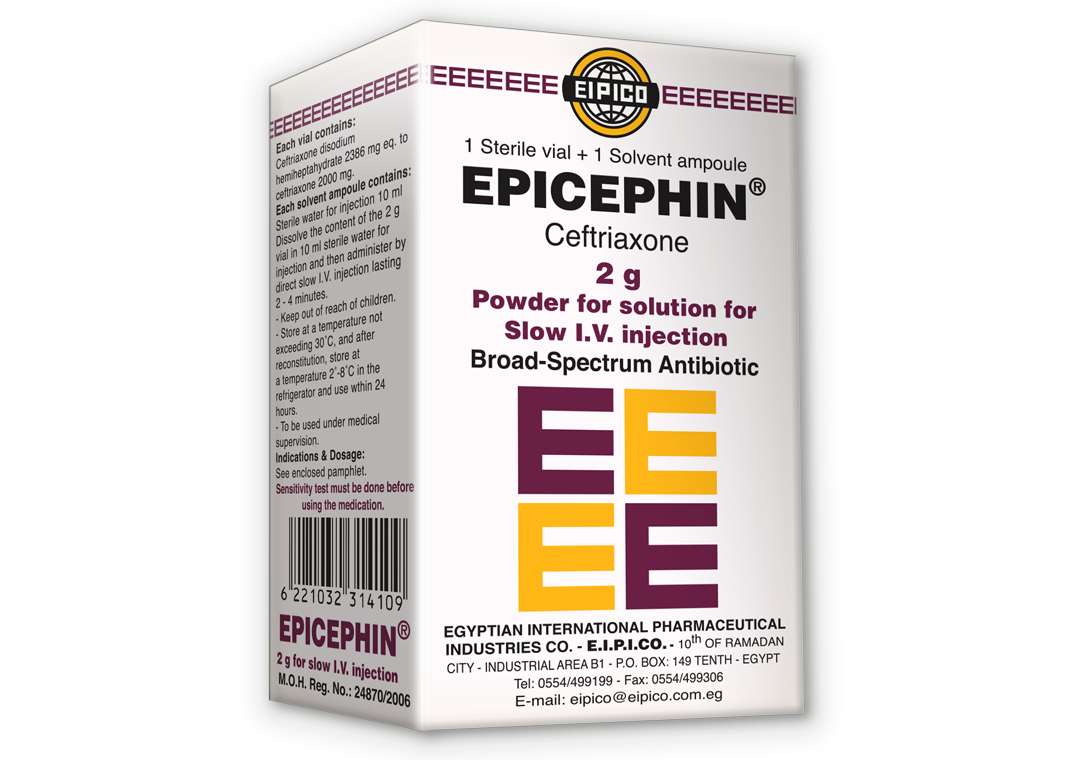 Each vial contains:
Ceftriaxone disodium
hemiheptahydrate 2386 mg eq. to
ceftriaxone 2000 mg.
Each solvent ampoule contains:
Sterile water for injection 10 ml
Dissolve the content of the 2 g
vial in 10 ml sterile water for
injection and then administer by
direct slow I.V. injection lasting
2 - 4 minutes.
- Keep out of reach of children.
- Store at a temperature not
exceeding 30˚C, and after
reconstitution, store at
a temperature 2˚-8˚C in the
refrigerator and use wthin 24
hours.
- To be used under medical
supervision.
Indications & Dosage:
See enclosed pamphlet.
Sensitivity test must be done before
using the medication.
6 221032 314109
EPICEPHIN®
2 g for slow I.V. injection
M.O.H. Reg. No.: 24870/2006
EIPICO
1 Sterile vial + 1 Solvent ampoule
EPICEPHIN®
Ceftriaxone
2 g
Powder for solution for
Slow I.V. injection
Broad-Spectrum Antibiotic
E E
E E
EGYPTIAN INTERNATIONAL PHARMACEUTICAL
INDUSTRIES CO. - E.I.P.I.CO. - 10th OF RAMADAN
CITY - INDUSTRIAL AREA B1 - P.O. BOX: 149 TENTH - EGYPT
Tel: 0554/499199 - Fax: 0554/499306
E-mail: eipico@eipico.com.eg